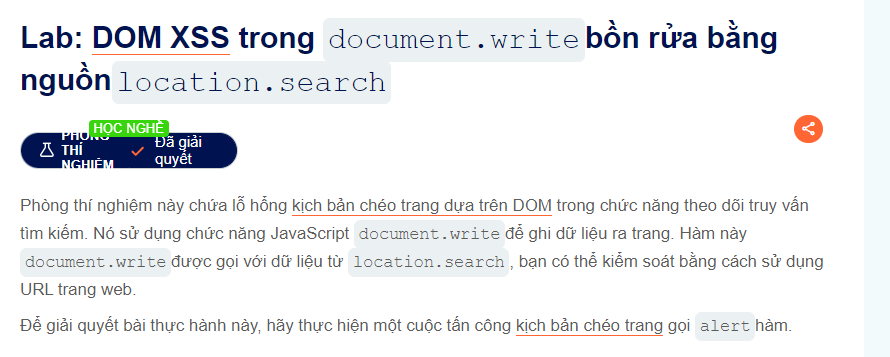 Lab: DOM XSS trong document.write bồn rửa bằng
nguồn location.search
HỌC NGHỀ
PHÒNG
THÍ
NGHIỆM
Đã giải
quyết
Phòng thí nghiệm này chứa lỗ hổng kịch bản chéo trang dựa trên DOM trong chức năng theo dõi truy vấn
tìm kiếm. Nó sử dụng chức năng JavaScript document.write để ghi dữ liệu ra trang. Hàm này
document.write được gọi với dữ liệu từ location.search , bạn có thể kiểm soát bằng cách sử dụng
URL trang web.
Để giải quyết bài thực hành này, hãy thực hiện một cuộc tấn công kịch bản chéo trang gọi alert hàm.